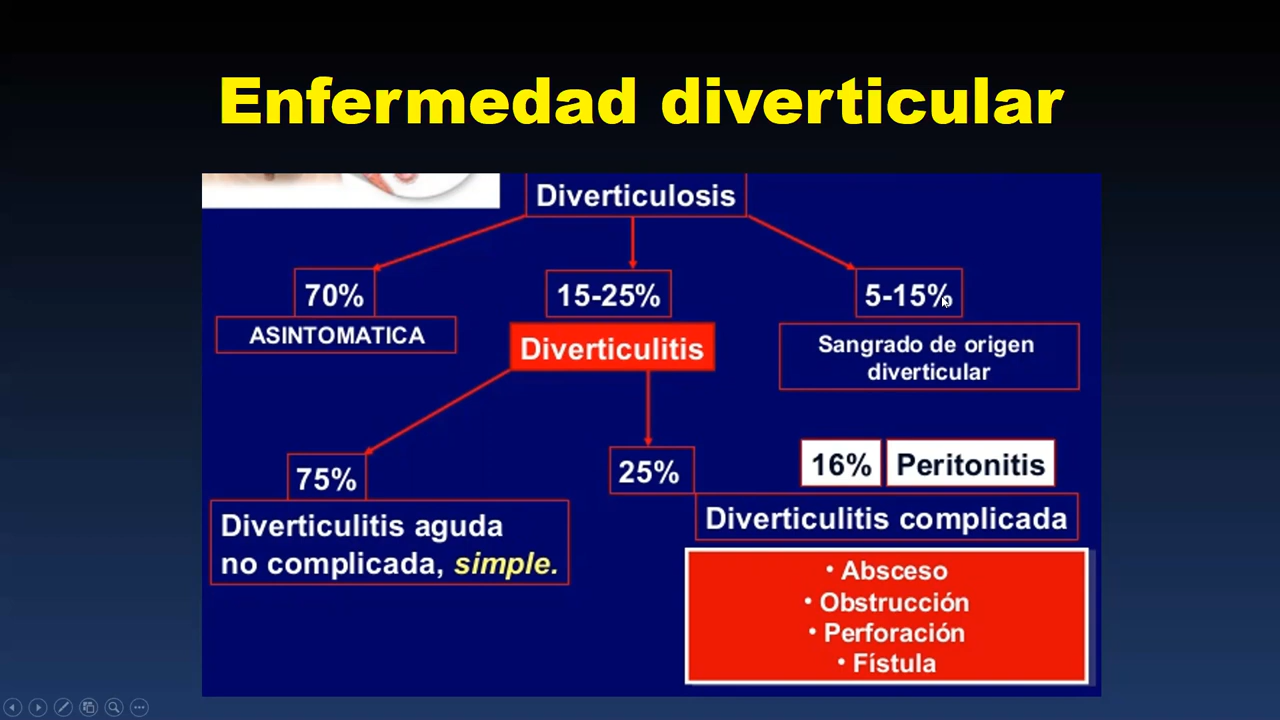 Enfermedad diverticular
Diverticulosis
70%
ASINTOMATICA
15-25%
Diverticulitis
5-15%
Sangrado de origen
diverticular
75%
Diverticulitis aguda
no complicada, simple.
25%
16% Peritonitis
Diverticulitis complicada
• Absceso
• Obstrucción
• Perforación
• Fístula